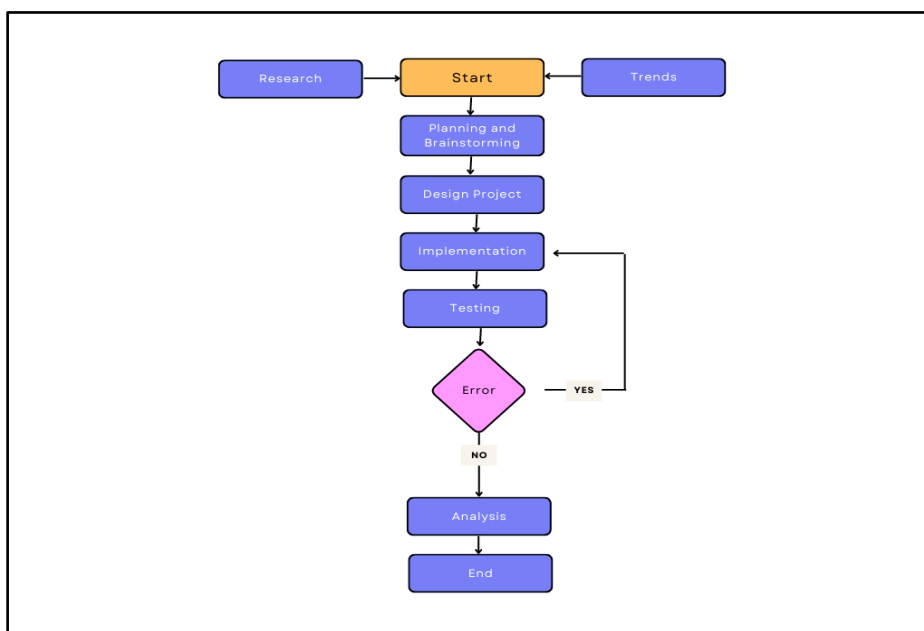 Research
Start
Trends
Planning and
Brainstorming
Design Project
Implementation
Testing
Error
YES
NO
Analysis
End